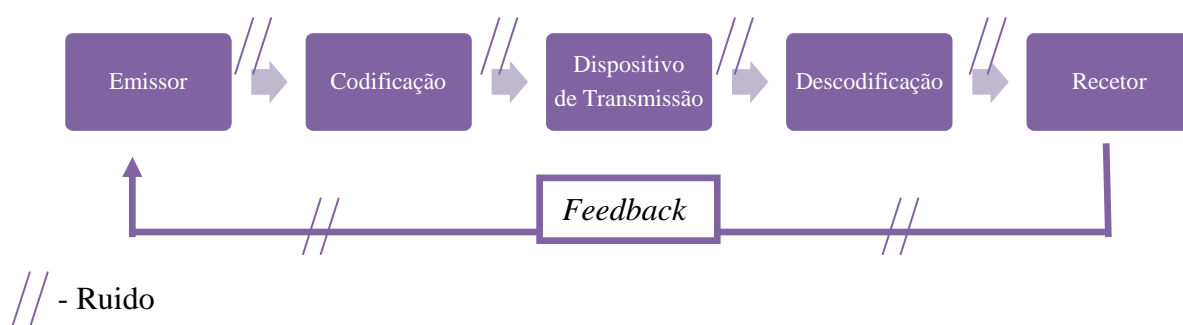 Emissor
Codificação
Dispositivo
de Transmissão
Descodificação
Recetor
Feedback
- Ruido